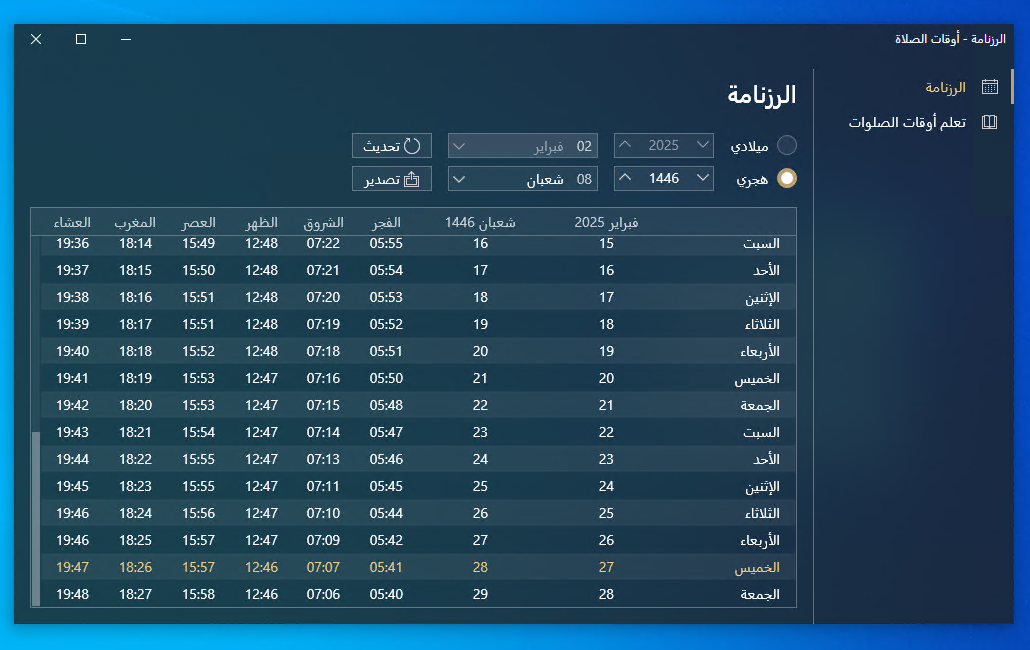 الرزنامة - أوقات الصلاة
الرزنامة
تعلم أوقات الصلوات
الرزنامة
ميلادي 2025 02 فبراير تحديث
هجري 1446 08 شعبان تصدير
فبراير 2025 شعبان 1446 الفجر الشروق الظهر العصر المغرب العشاء
السبت 15 16 05:55 07:22 12:48 15:49 18:14 19:36
الأحد 16 17 05:54 07:21 12:48 15:50 18:15 19:37
الإثنين 17 18 05:53 07:20 12:48 15:51 18:16 19:38
الثلاثاء 18 19 05:52 07:19 12:48 15:51 18:17 19:39
الأربعاء 19 20 05:51 07:18 12:48 15:52 18:18 19:40
الخميس 20 21 05:50 07:16 12:47 15:53 18:19 19:41
الجمعة 21 22 05:48 07:15 12:47 15:53 18:20 19:42
السبت 22 23 05:47 07:14 12:47 15:54 18:21 19:43
الأحد 23 24 05:46 07:13 12:47 15:55 18:22 19:44
الإثنين 24 25 05:45 07:11 12:47 15:55 18:23 19:45
الثلاثاء 25 26 05:44 07:10 12:47 15:56 18:24 19:46
الأربعاء 26 27 05:42 07:09 12:47 15:57 18:25 19:46
الخميس 27 28 05:41 07:07 12:46 15:57 18:26 19:47
الجمعة 28 29 05:40 07:06 12:46 15:58 18:27 19:48